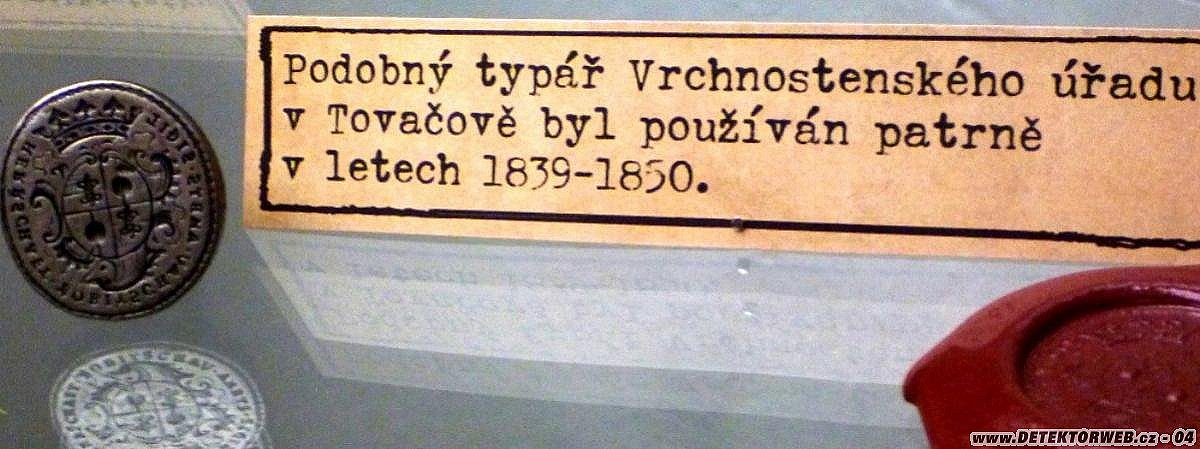 Podobný typář Vrchnostenského úřadu
v Tovačově byl používán patrně
v letech 1839-1850.
www.DETEKTORWEB.cz - 04